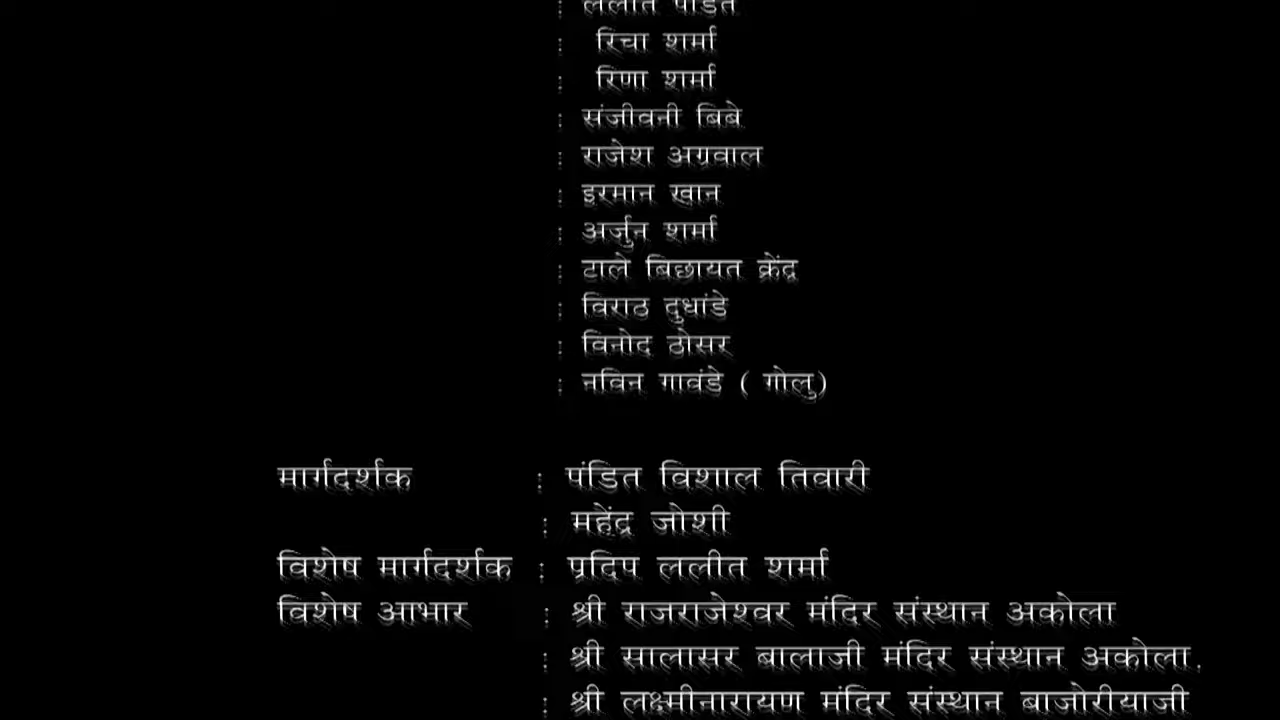 : ललीत पंडित
: रिचा शर्मा
: रिणा शर्मा
: संजीवनी बिबे
: राजेश अग्रवाल
: इरमान खान
: अर्जुन शर्मा
: टाले बिछायत क्रेंद्र
: विराठ दुधांडे
: विनोद ठोसर
: नविन गावंडे ( गोलु)
मार्गदर्शक : पंडित विशाल तिवारी
: महेंद्र जोशी
विशेष मार्गदर्शक : प्रदिप ललीत शर्मा
विशेष आभार : श्री राजराजेश्वर मंदिर संस्थान अकोला
: श्री सालासर बालाजी मंदिर संस्थान अकोला.
: श्री लक्ष्मीनारायण मंदिर संस्थान बाजोरीयाजी